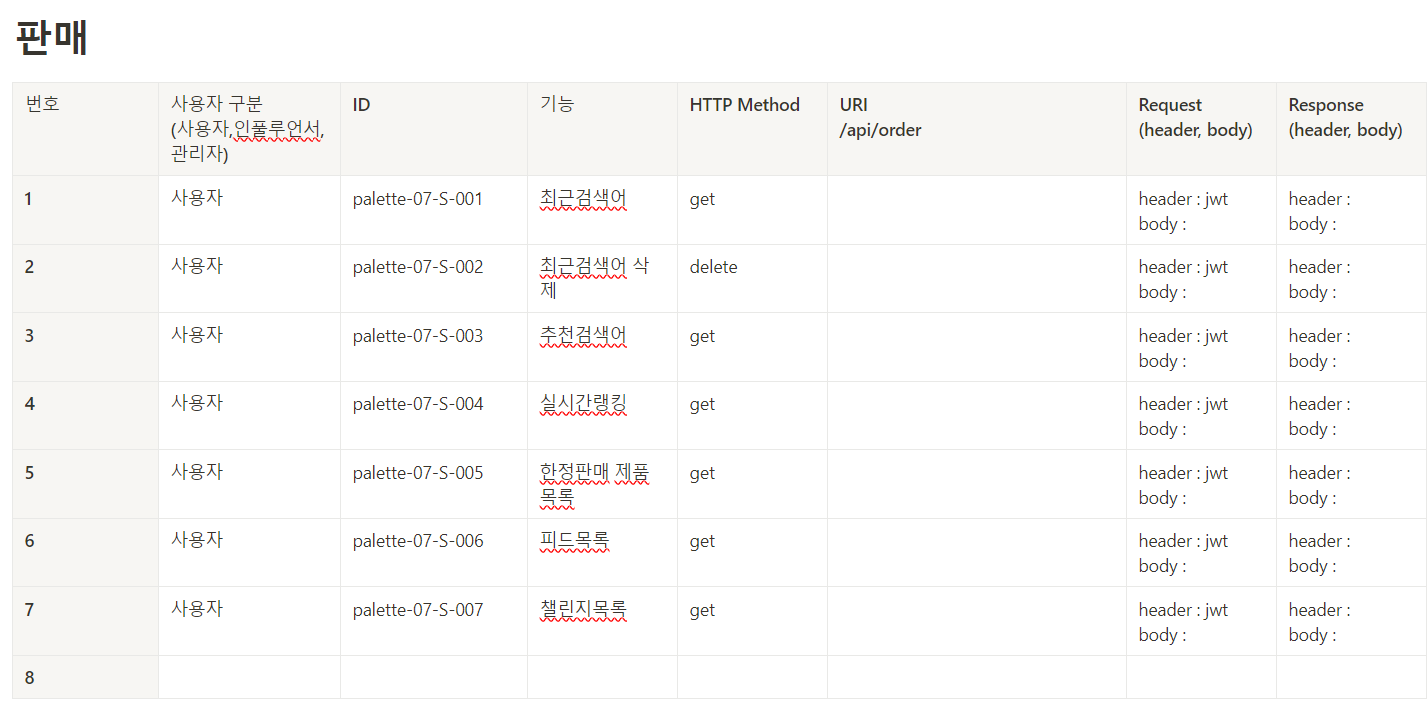 판매
번호
사용자 구분
(사용자,인풀루언서,
관리자)
ID
기능
HTTP Method
URI
/api/order
Request
(header, body)
Response
(header, body)
1
사용자
palette-07-S-001
최근검색어
get
header : jwt
body :
header :
body :
2
사용자
palette-07-S-002
최근검색어 삭
제
delete
header : jwt
body :
header :
body :
3
사용자
palette-07-S-003
추천검색어
get
header : jwt
body :
header :
body :
4
사용자
palette-07-S-004
실시간랭킹
get
header : jwt
body :
header :
body :
5
사용자
palette-07-S-005
한정판매 제품
목록
get
header : jwt
body :
header :
body :
6
사용자
palette-07-S-006
피드목록
get
header : jwt
body :
header :
body :
7
사용자
palette-07-S-007
챌린지목록
get
header : jwt
body :
header :
body :
8